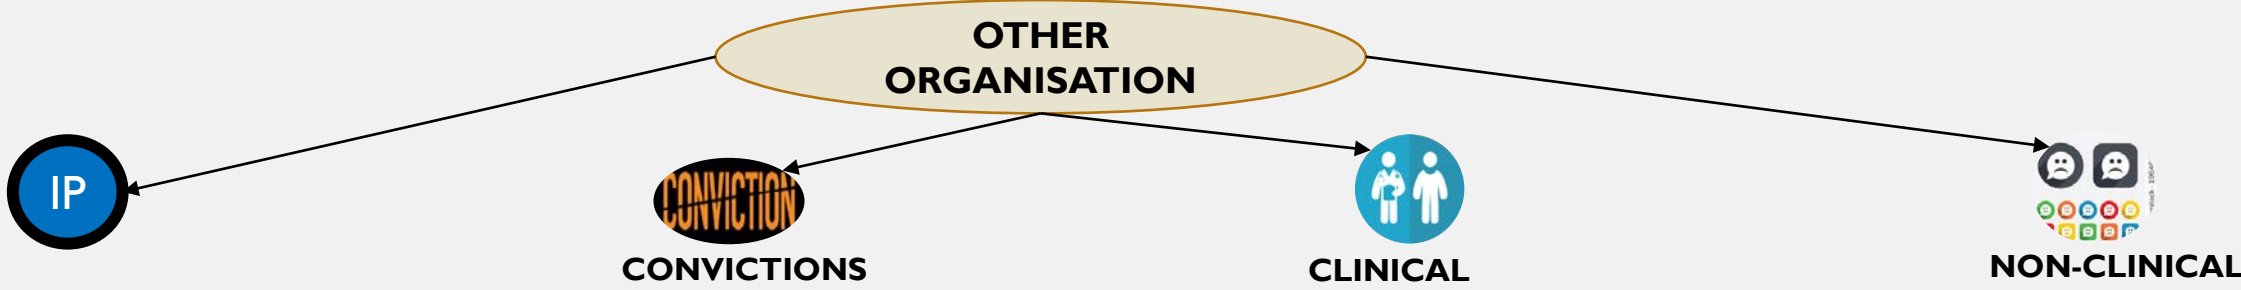 OTHER
ORGANISATION
IP
CONVICTION
CONVICTIONS
CLINICAL
NON-CLINICAL